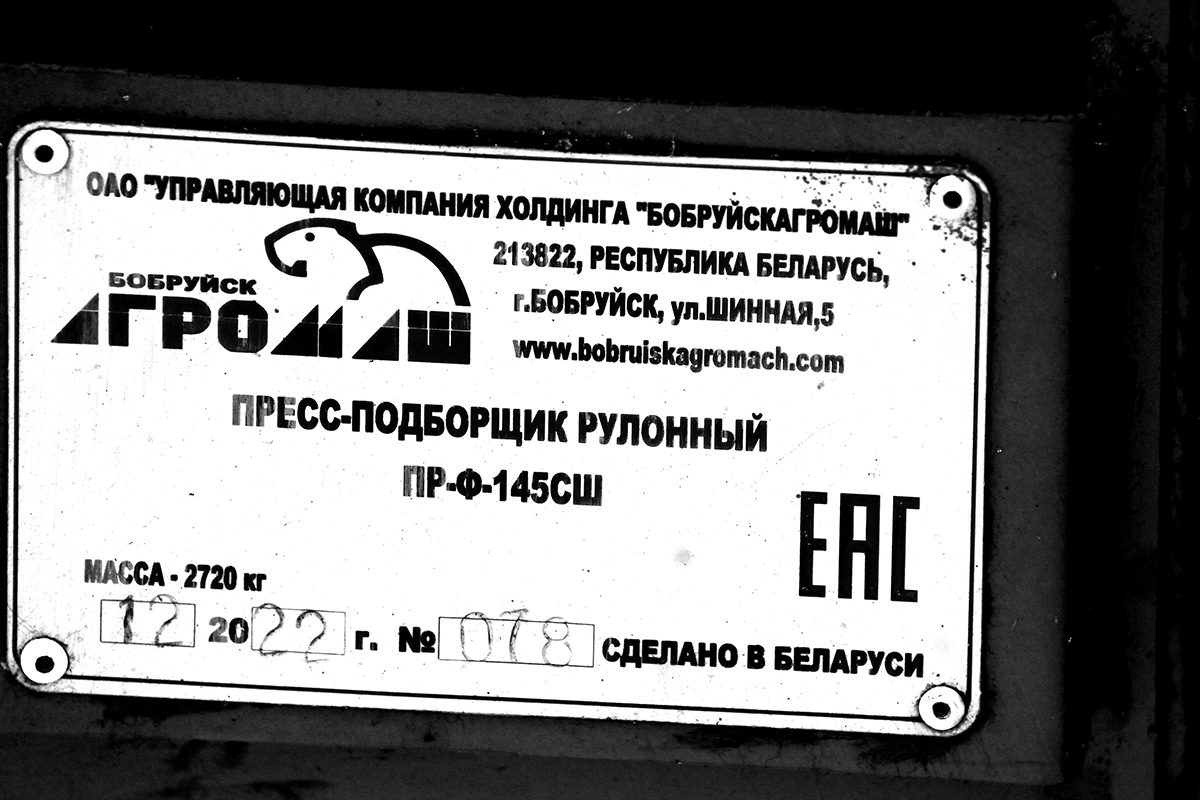 ОАО "УПРАВЛЯЮЩАЯ КОМПАНИЯ ХОЛДИНГА "БОБРУЙСКАГРОМАШ"
БОБРУЙСК
АГРОМАШ
213822, РЕСПУБЛИКА БЕЛАРУСЬ,
г.БОБРУЙСК, ул.ШИННАЯ,5
www.bobruiskagromach.com
ПРЕСС-ПОДБОРЩИК РУЛОННЫЙ
ПР-Ф-145СШ
EAC
МАССА - 2720 кг
12 2022 г. № 078 СДЕЛАНО В БЕЛАРУСИ